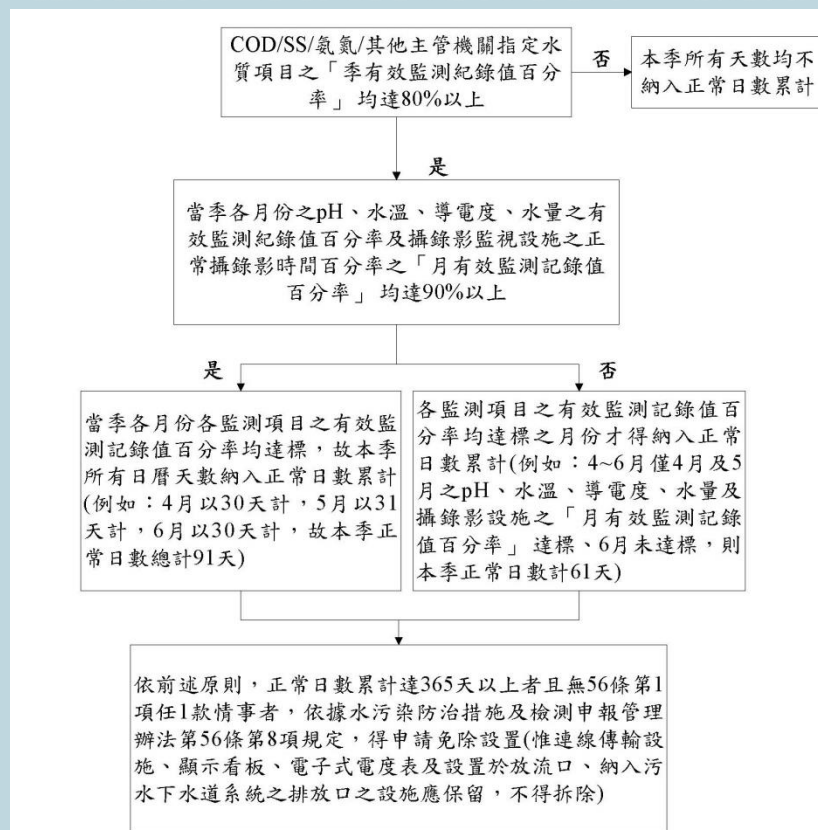 COD/SS/氨氮/其他主管機關指定水
質項目之「季有效監測紀錄值百分
率」均達80%以上
否
本季所有天數均不
納入正常日數累計
是
當季各月份之pH、水溫、導電度、水量之有
效監測紀錄值百分率及攝錄影監視設施之正
常攝錄影時間百分率之「月有效監測記錄值
百分率」均達90%以上
是
否
當季各月份各監測項目之有效監
測記錄值百分率均達標，故本季
所有日曆天數納入正常日數累計
(例如：4月以30天計，5月以31
天計，6月以30天計，故本季正
常日數總計91天)
各監測項目之有效監測記錄值百
分率均達標之月份才得納入正常
日數累計(例如：4~6月僅4月及5
月之pH、水溫、導電度、水量及
攝錄影設施之「月有效監測記錄
值百分率」達標、6月未達標，則
本季正常日數計61天)
依前述原則，正常日數累計達365天以上者且無56條第1
項任1款情事者，依據水污染防治措施及檢測申報管理
辦法第56條第8項規定，得申請免除設置(惟連線傳輸設
施、顯示看板、電子式電度表及設置於放流口、納入污
水下水道系統之排放口之設施應保留，不得拆除)